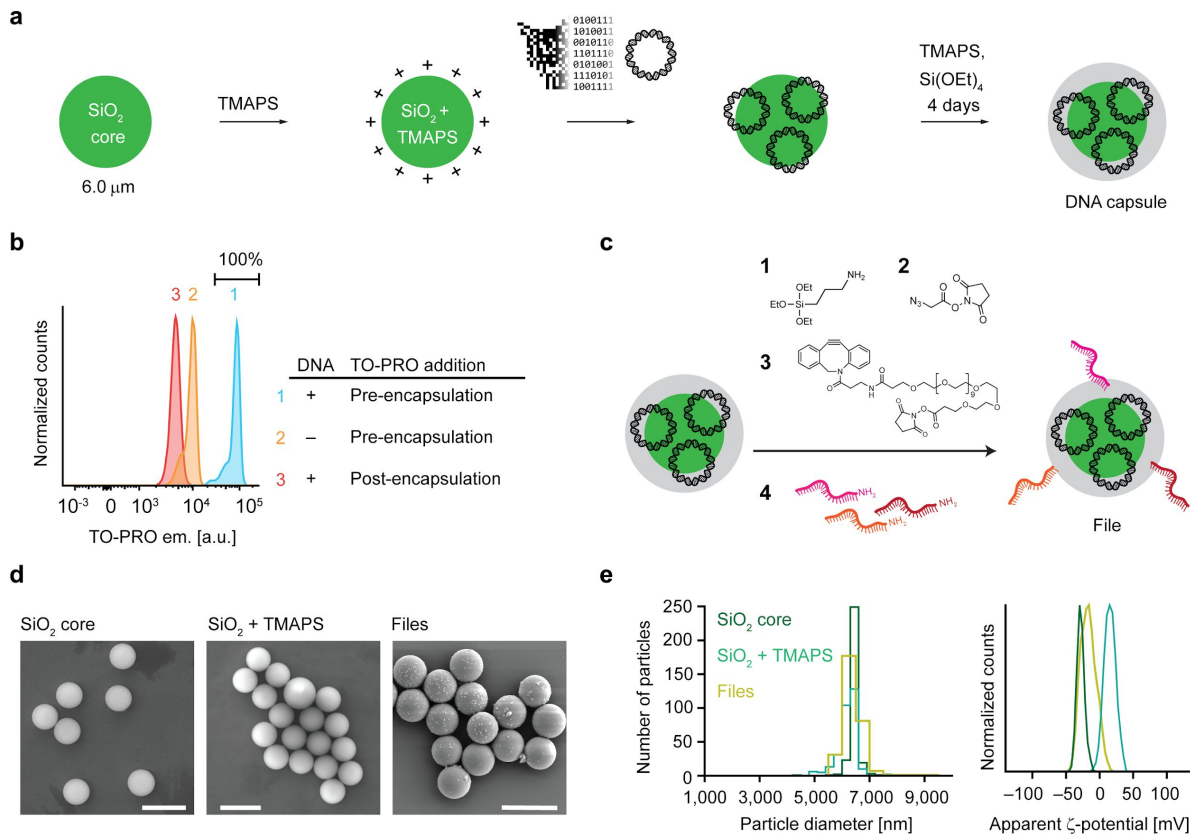 a
SiO2
core
6.0 μm
TMAPS
SiO2 +
TMAPS
+ + + + + + + + + + + +
0100111
1010011
0010110
1101110
0101001
1110101
1001111
TMAPS,
Si(OEt)4
4 days
DNA capsule
b
100%
3 2 1
Normalized counts
−10−3 0 103 104 105
TO-PRO em. [a.u.]
DNA TO-PRO addition
1 + Pre-encapsulation
2 − Pre-encapsulation
3 + Post-encapsulation
c
1
NH2
OEt
EtO Si
OEt
2
N3
O
O
N
O
O
3
N
O
N
H
O
O
O
9
O
O
O
O
O
N
O
O
4
NH2
NH2
NH2
File
d
SiO2 core
SiO2 + TMAPS
Files
e
Number of particles
250
200
150
100
50
0
SiO2 core
SiO2 + TMAPS
Files
1,000 3,000 5,000 7,000 9,000
Particle diameter [nm]
Normalized counts
−100 −50 0 50 100
Apparent ζ-potential [mV]